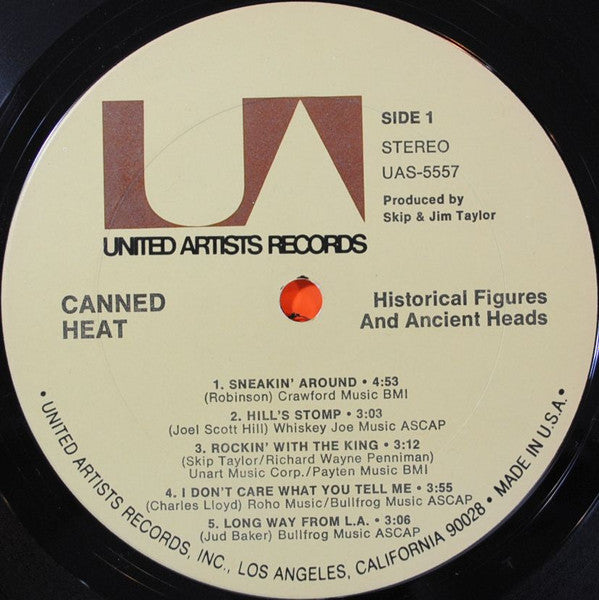 UA
UNITED ARTISTS RECORDS
SIDE 1
STEREO
UAS-5557
Produced by
Skip & Jim Taylor
CANNED
HEAT
Historical Figures
And Ancient Heads
1. SNEAKIN' AROUND • 4:53
(Robinson) Crawford Music BMI
2. HILL'S STOMP • 3:03
(Joel Scott Hill) Whiskey Joe Music ASCAP
3. ROCKIN' WITH THE KING • 3:12
(Skip Taylor/Richard Wayne Penniman)
Unart Music Corp./Payten Music BMI
4. I DON'T CARE WHAT YOU TELL ME • 3:55
(Charles Lloyd) Roho Music/Bullfrog Music ASCAP
5. LONG WAY FROM L.A. • 3:06
(Jud Baker) Bullfrog Music ASCAP
• UNITED ARTISTS RECORDS, INC., LOS ANGELES, CALIFORNIA 90028 • MADE IN U.S.A. •